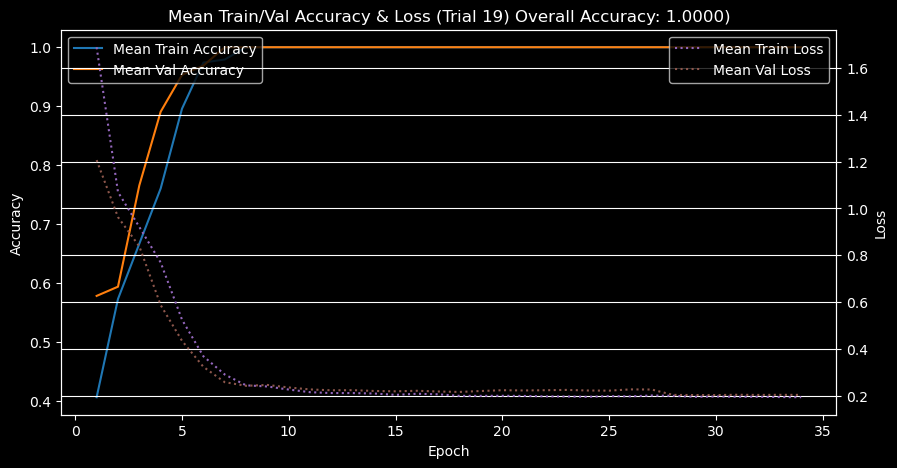 Mean Train/Val Accuracy & Loss (Trial 19) Overall Accuracy: 1.0000)
Mean Train Accuracy
Mean Val Accuracy
Mean Train Loss
Mean Val Loss
1.0
0.9
0.8
0.7
0.6
0.5
0.4
Accuracy
1.6
1.4
1.2
1.0
0.8
0.6
0.4
0.2
Loss
0 5 10 15 20 25 30 35
Epoch